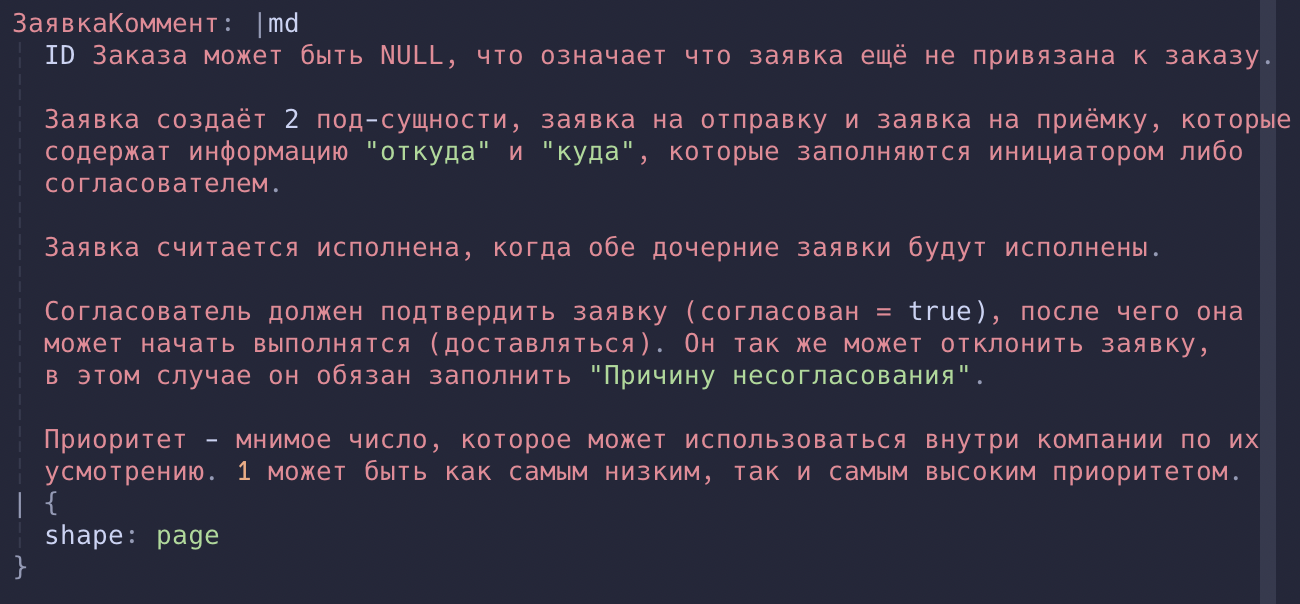 ЗаявкаКоммент: |md
ID Заказа может быть NULL, что означает что заявка ещё не привязана к заказу.
Заявка создаёт 2 под-сущности, заявка на отправку и заявка на приёмку, которые
содержат информацию "откуда" и "куда", которые заполняются инициатором либо
согласователем.
Заявка считается исполнена, когда обе дочерние заявки будут исполнены.
Согласователь должен подтвердить заявку (согласован = true), после чего она
может начать выполнятся (доставляться). Он так же может отклонить заявку,
в этом случае он обязан заполнить "Причину несогласования".
Приоритет - мнимое число, которое может использоваться внутри компании по их
усмотрению. 1 может быть как самым низким, так и самым высоким приоритетом.
| {
shape: page
}